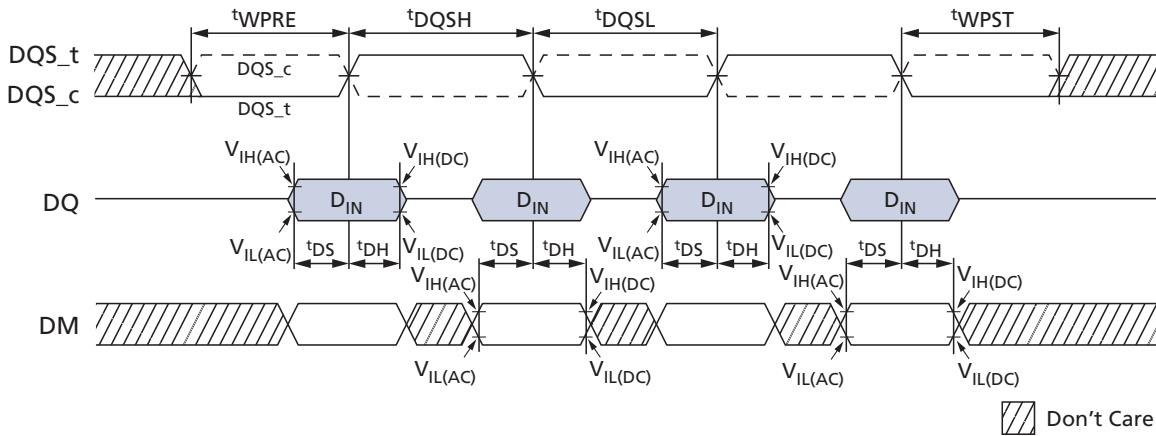 tWPRE tDQSH tDQSL tWPST
DQS_t
DQS_c
DQS_c
DQS_t
VIH(AC) VIH(DC) VIH(AC) VIH(DC)
DQ DIN DIN DIN DIN
VIL(AC) VIL(DC) VIL(AC) VIL(DC)
tDS tDH tDS tDH tDS tDH tDS tDH
VIH(AC) VIH(DC) VIH(AC) VIH(DC)
DM
VIL(AC) VIL(DC) VIL(AC) VIL(DC)
Don't Care